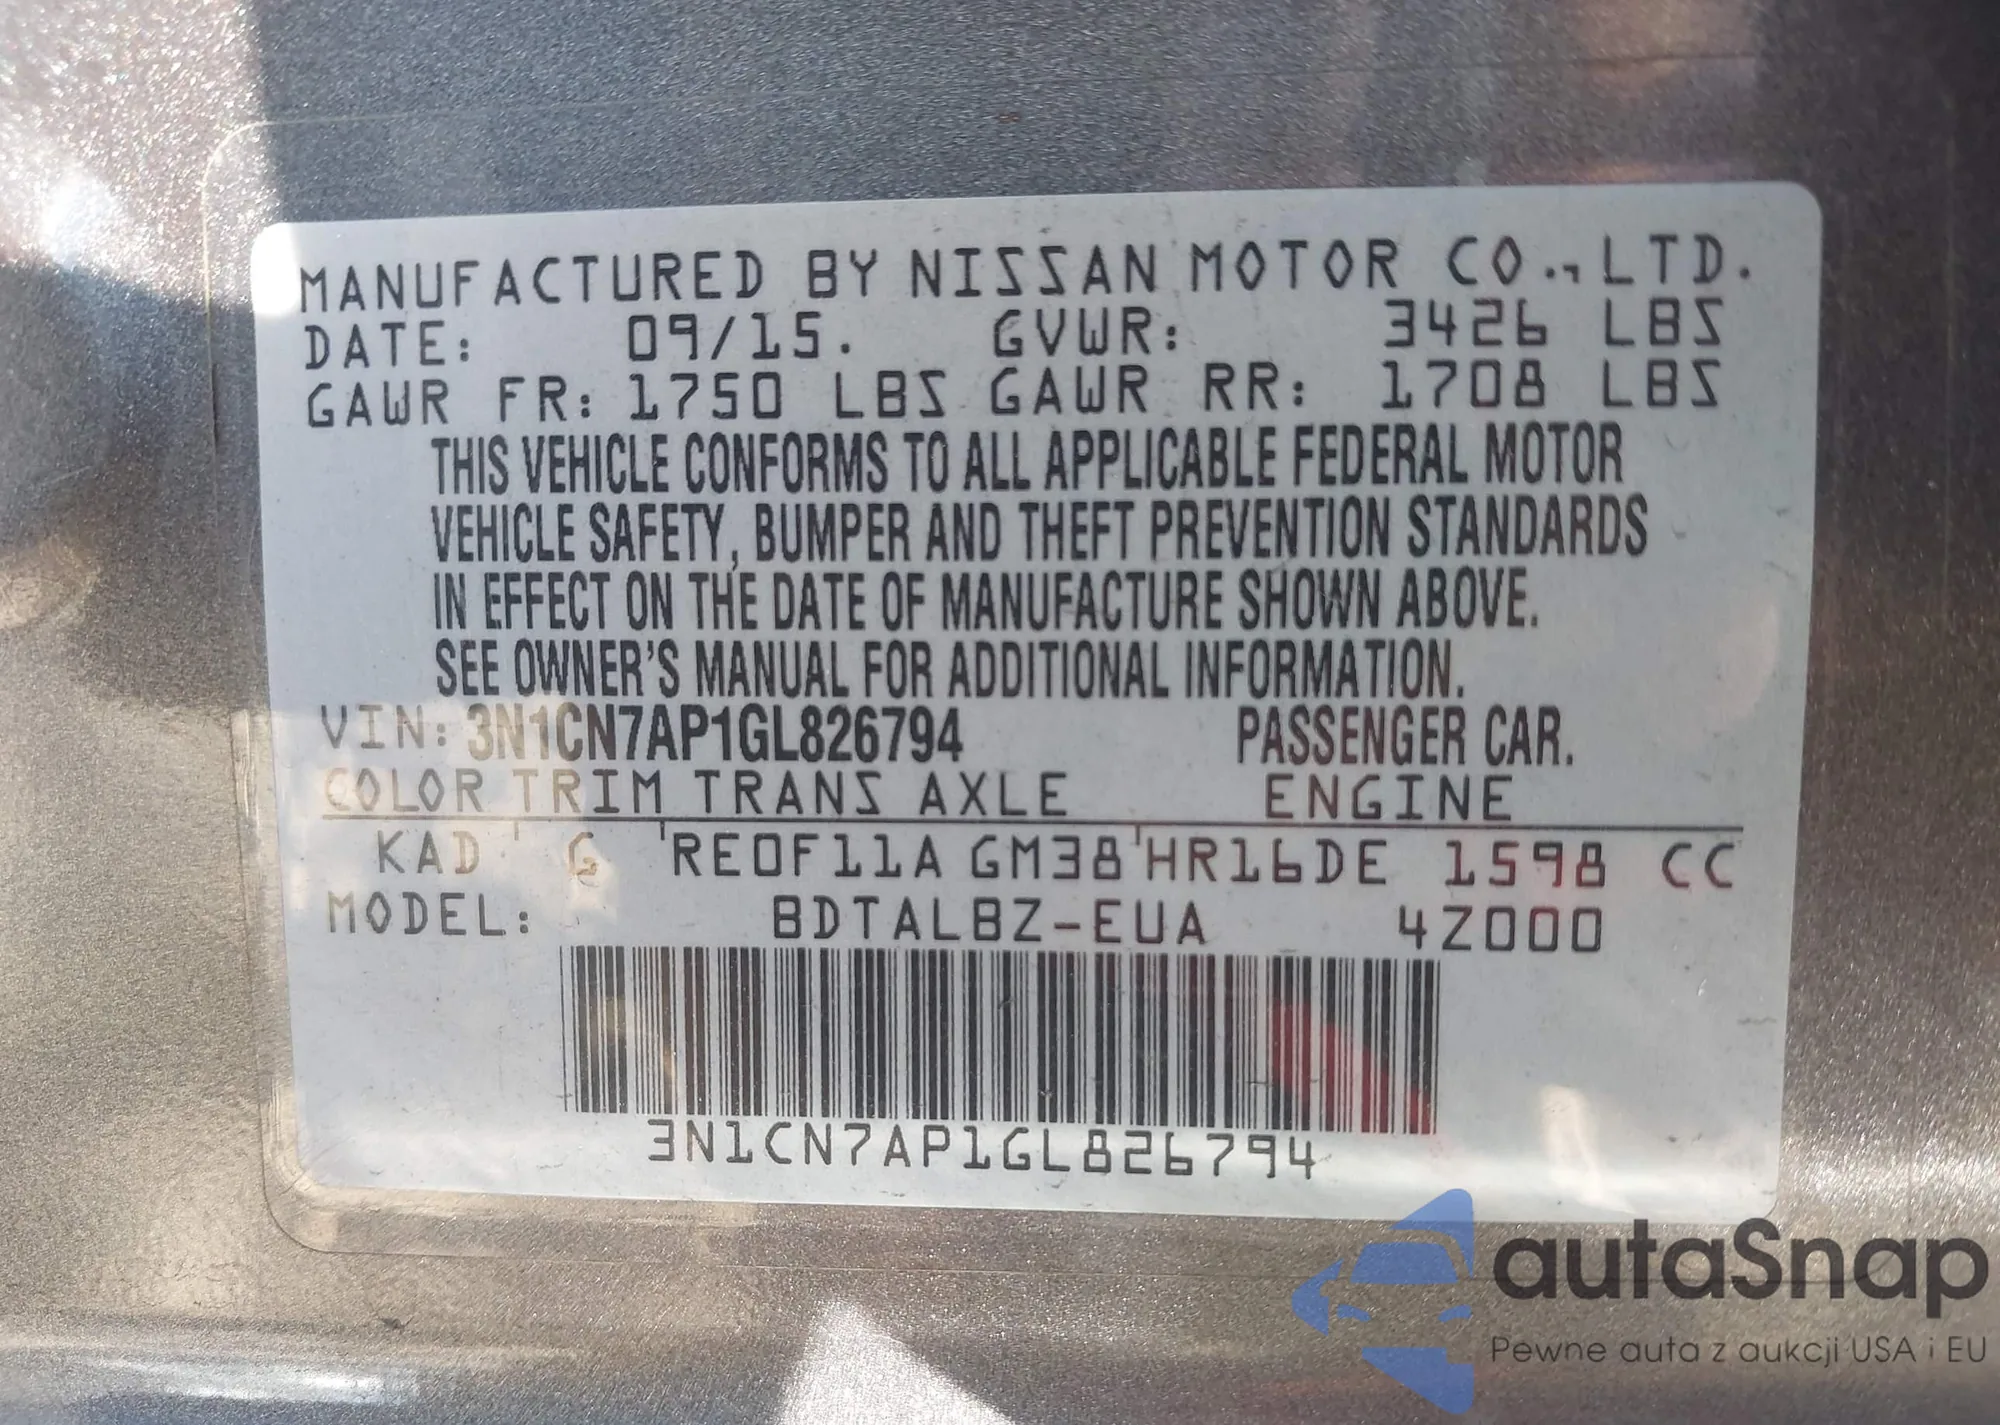 MANUFACTURED BY NISSAN MOTOR CO., LTD.
DATE: 09/15. GVWR: 3426 LBS
GAWR FR: 1750 LBS GAWR RR: 1708 LBS
THIS VEHICLE CONFORMS TO ALL APPLICABLE FEDERAL MOTOR
VEHICLE SAFETY, BUMPER AND THEFT PREVENTION STANDARDS
IN EFFECT ON THE DATE OF MANUFACTURE SHOWN ABOVE.
SEE OWNER'S MANUAL FOR ADDITIONAL INFORMATION.
VIN: 3N1CN7AP1GL826794 PASSENGER CAR.
COLOR TRIM TRANS AXLE ENGINE
KAD G RE0F11A GM38 HR16DE 1598 CC
MODEL: BDTALBZ-EUA 4Z000
3N1CN7AP1GL826794
autaSnap
Pewne auta z aukcji USA i EU